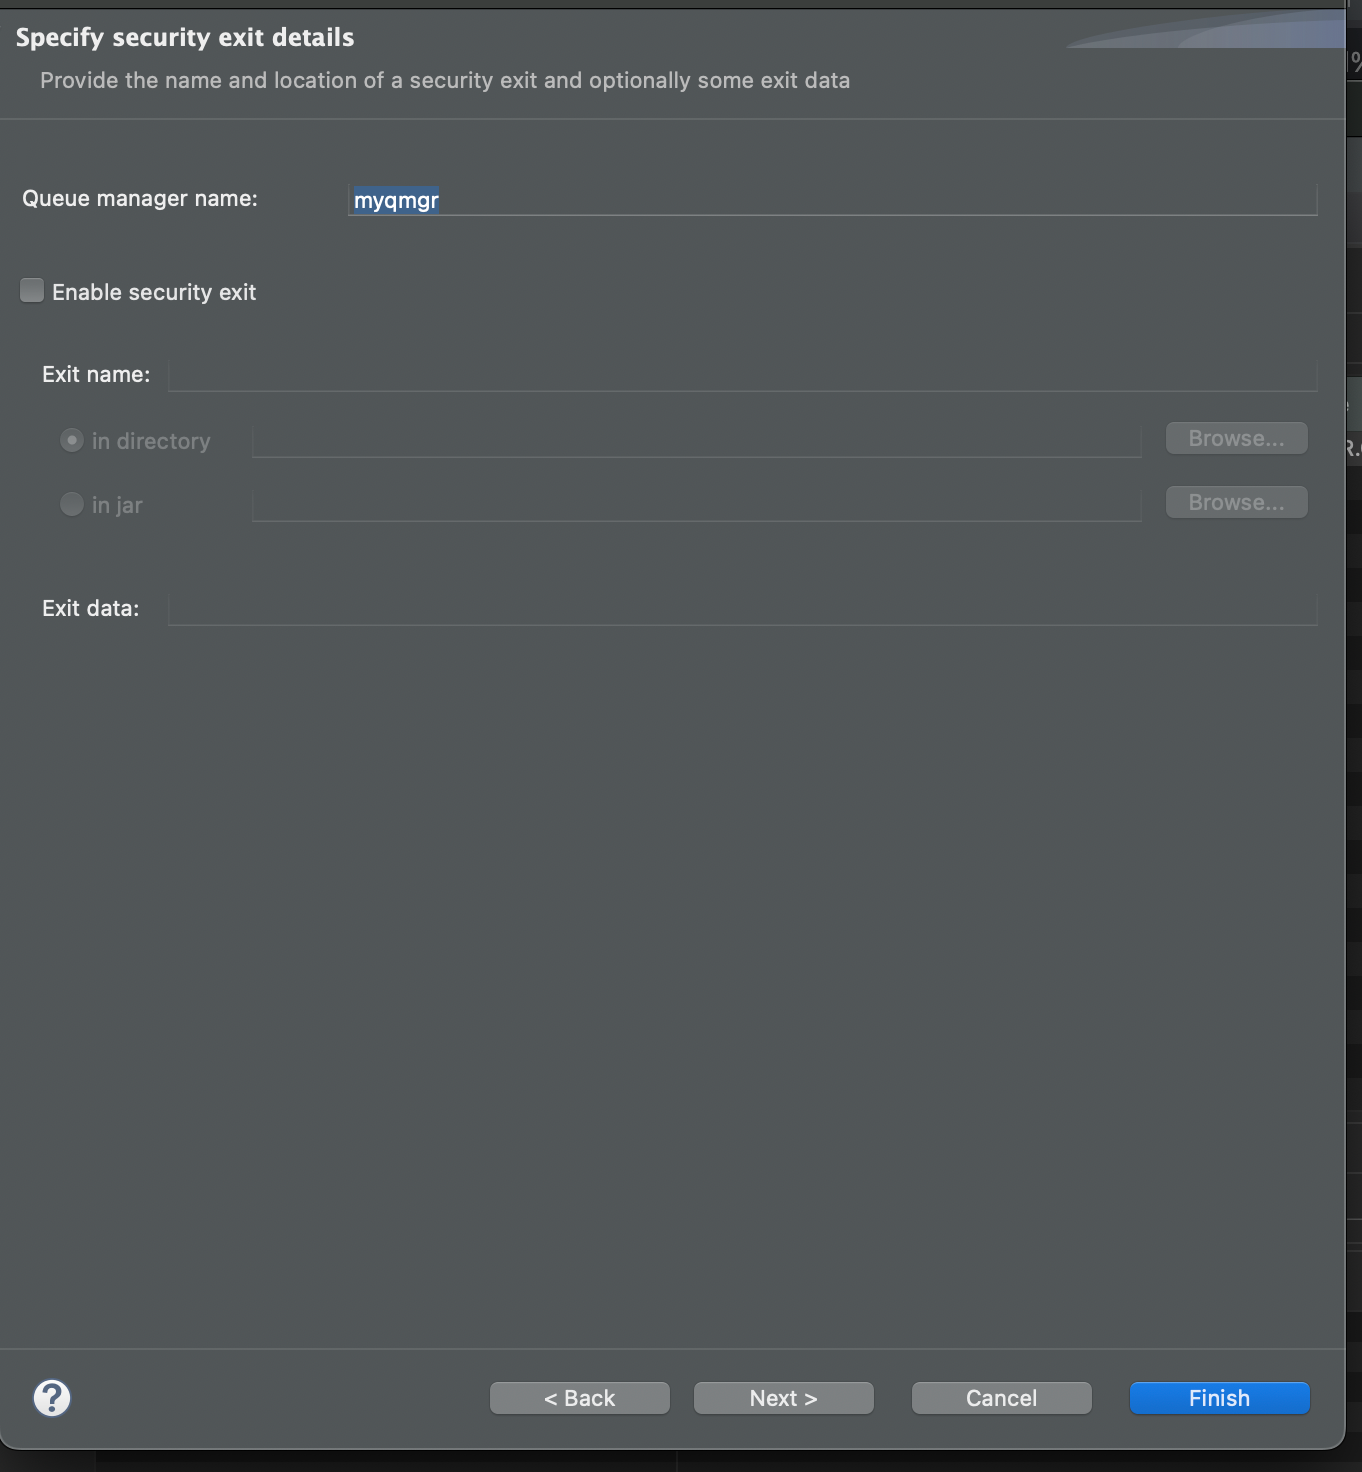 Specify security exit details
Provide the name and location of a security exit and optionally some exit data
Queue manager name: myqmgr
Enable security exit
Exit name:
in directory Browse...
in jar Browse...
Exit data:
? < Back Next > Cancel Finish